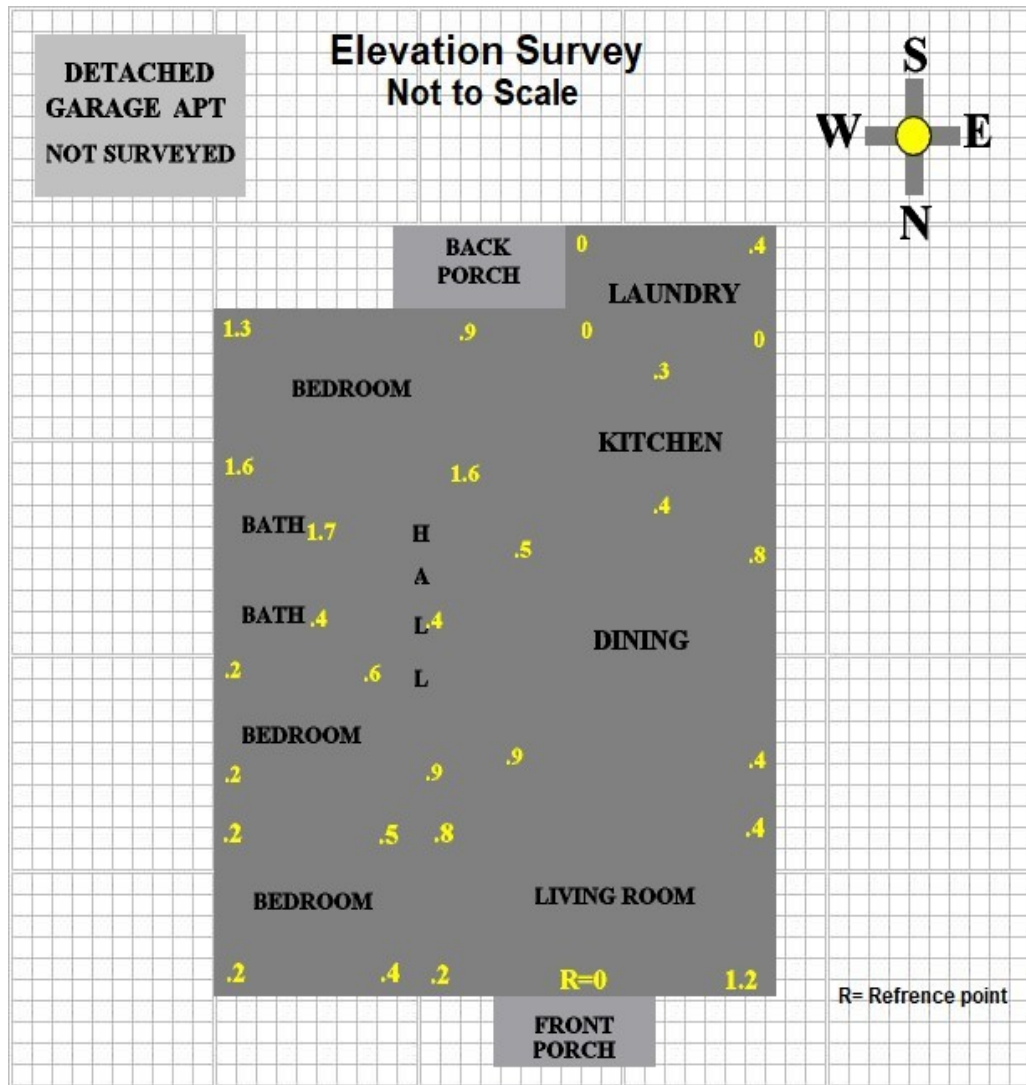 Elevation Survey
Not to Scale
DETACHED
GARAGE APT
NOT SURVEYED
S
W E
N
BACK
PORCH
0 .4
LAUNDRY
1.3 .9 0 0
.3
BEDROOM
KITCHEN
1.6 1.6
.4
BATH 1.7 H
.5 .8
A
BATH .4 L .4
DINING
.2 .6 L
BEDROOM
.9 .4
.2 .9
.2 .5 .8 .4
BEDROOM LIVING ROOM
.2 .4 .2 R=0 1.2
R= Refrence point
FRONT
PORCH